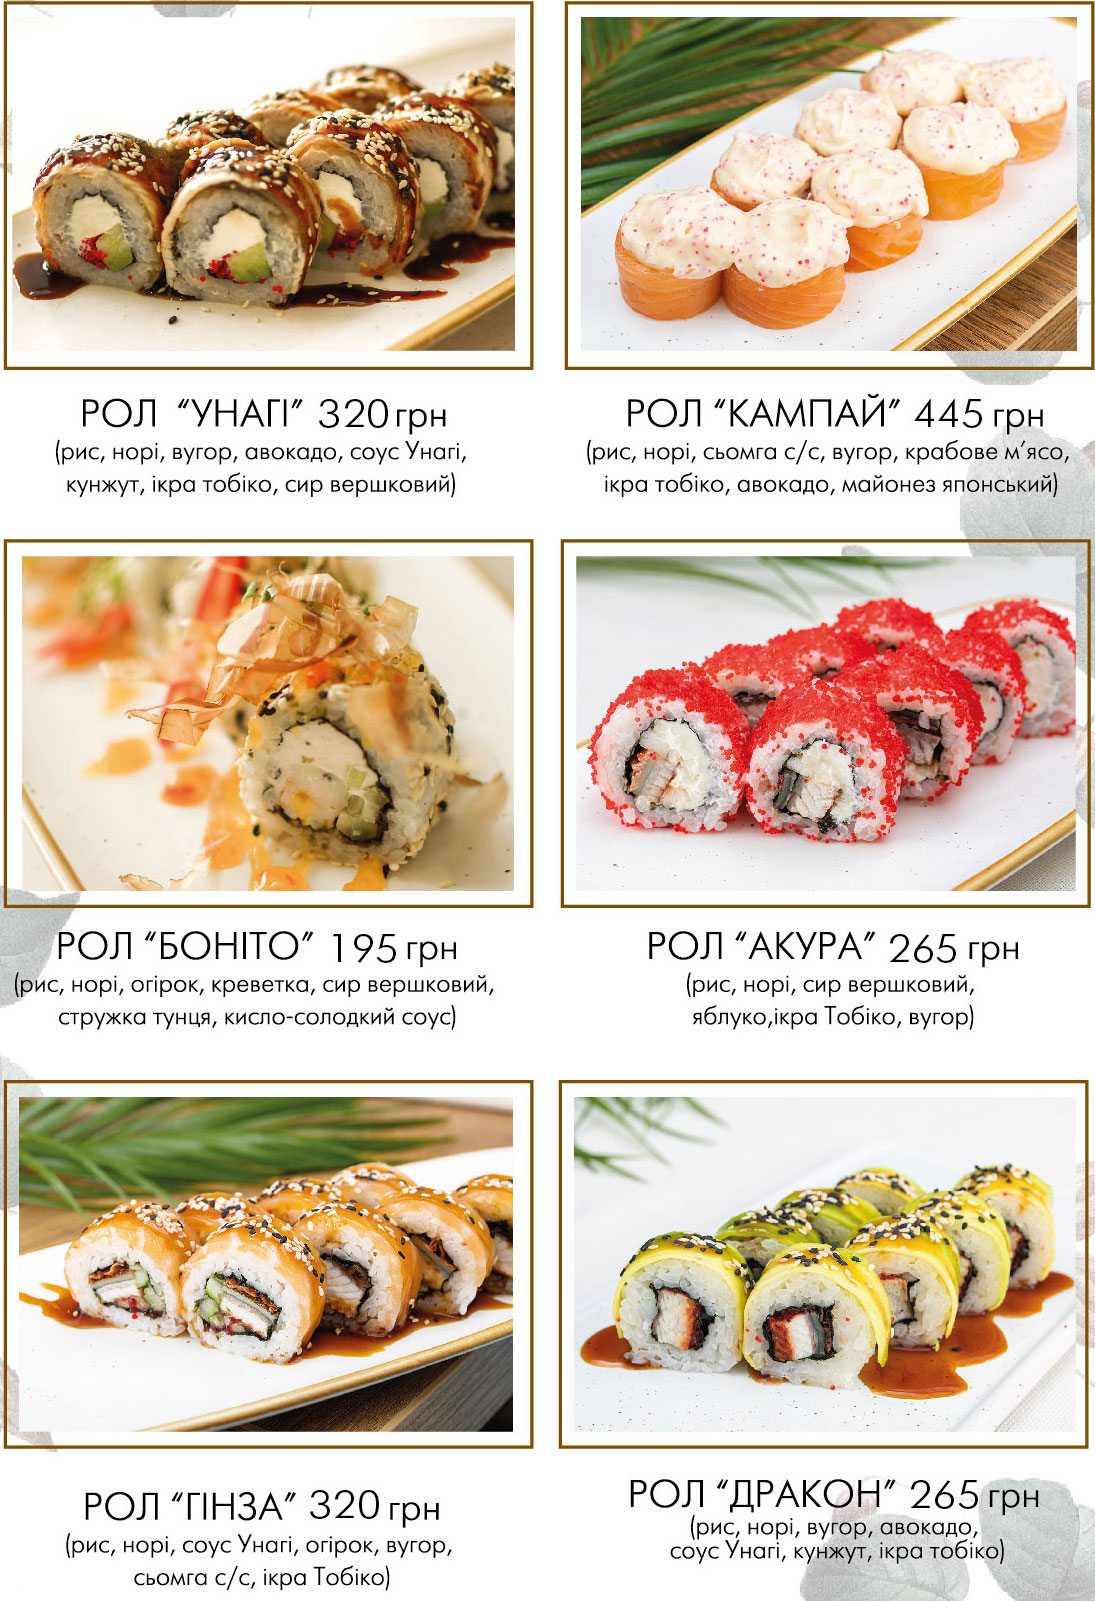 РОЛ “УНАГІ” 320 грн
(рис, норі, вугор, авокадо, соус Унагі,
кунжут, ікра тобіко, сир вершковий)
РОЛ “КАМПАЙ” 445 грн
(рис, норі, сьомга с/с, вугор, крабове м’ясо,
ікра тобіко, авокадо, майонез японський)
РОЛ “БОНІТО” 195 грн
(рис, норі, огірок, креветка, сир вершковий,
стружка тунця, кисло-солодкий соус)
РОЛ “АКУРА” 265 грн
(рис, норі, сир вершковий,
яблуко,ікра Тобіко, вугор)
РОЛ “ГІНЗА” 320 грн
(рис, норі, соус Унагі, огірок, вугор,
сьомга с/с, ікра Тобіко)
РОЛ “ДРАКОН” 265 грн
(рис, норі, вугор, авокадо,
соус Унагі, кунжут, ікра тобіко)